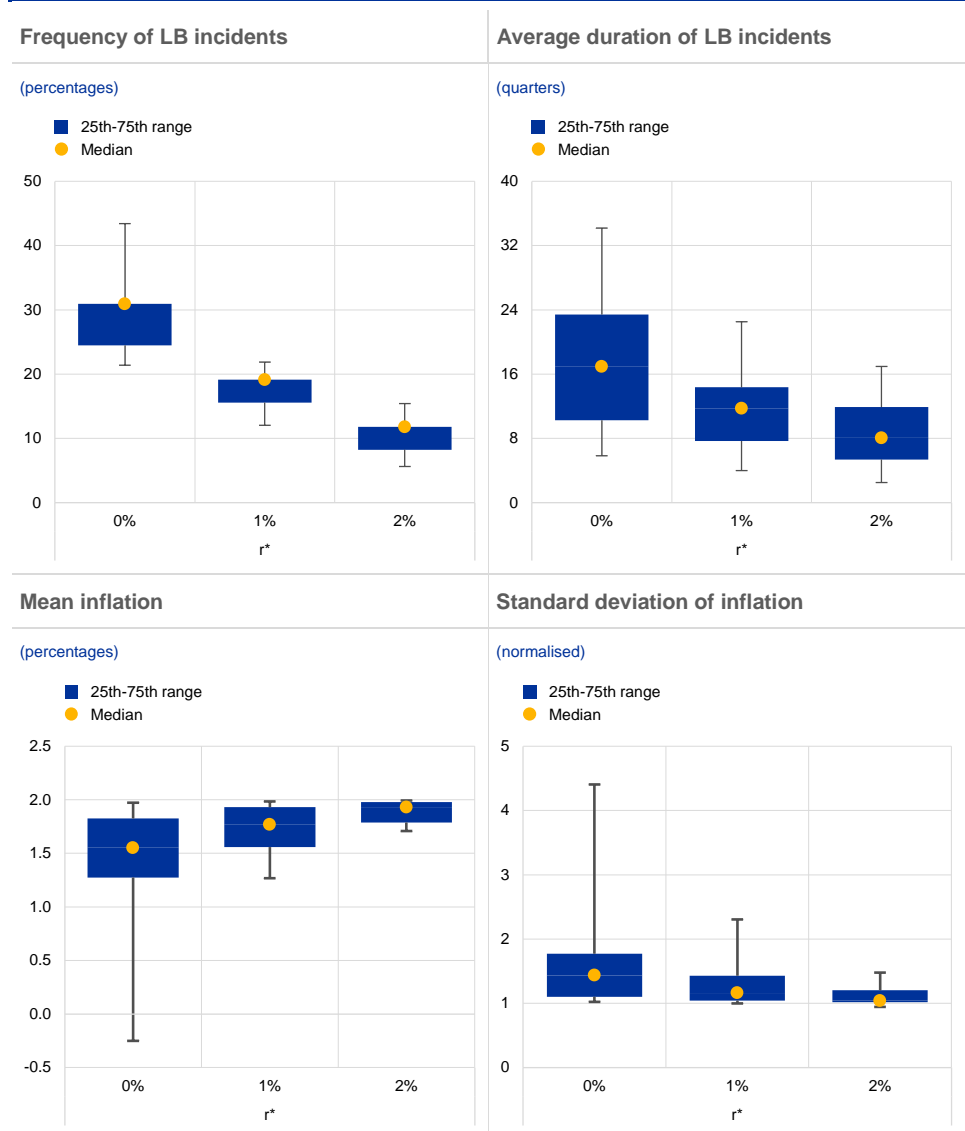 Frequency of LB incidents
(percentages)
25th-75th range
Median
50
40
30
20
10
0
0% 1% 2%
r*
Average duration of LB incidents
(quarters)
25th-75th range
Median
40
32
24
16
8
0
0% 1% 2%
r*
Mean inflation
(percentages)
25th-75th range
Median
2.5
2.0
1.5
1.0
0.5
0.0
-0.5
0% 1% 2%
r*
Standard deviation of inflation
(normalised)
25th-75th range
Median
5
4
3
2
1
0
0% 1% 2%
r*